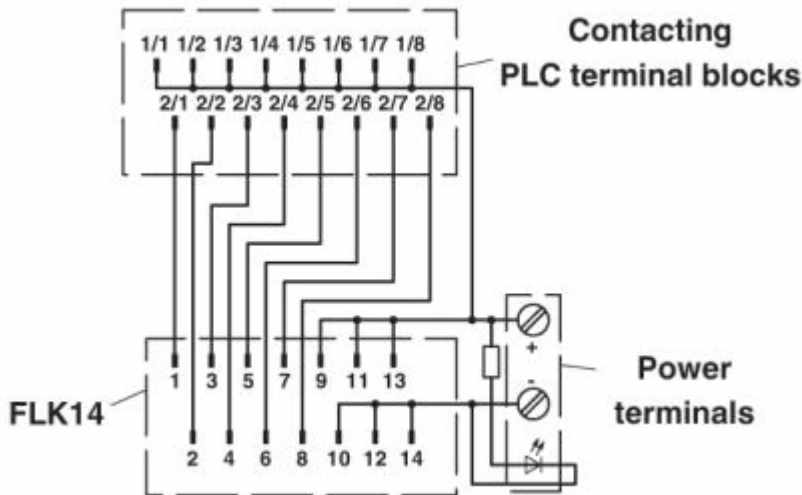 1/1 1/2 1/3 1/4 1/5 1/6 1/7 1/8
Contacting
PLC terminal blocks
2/1 2/2 2/3 2/4 2/5 2/6 2/7 2/8
+
1 3 5 7 9 11 13
-
Power
terminals
FLK14
2 4 6 8 10 12 14